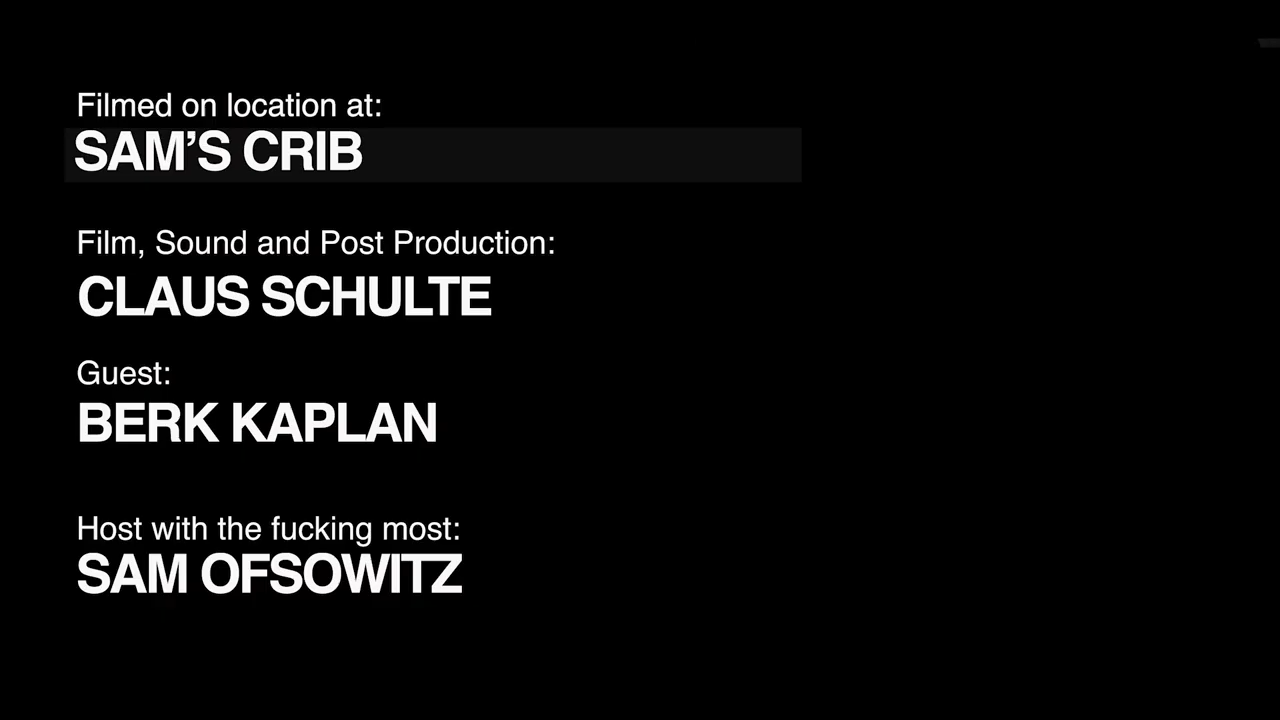 Filmed on location at:
SAM’S CRIB
Film, Sound and Post Production:
CLAUS SCHULTE
Guest:
BERK KAPLAN
Host with the fucking most:
SAM OFSOWITZ